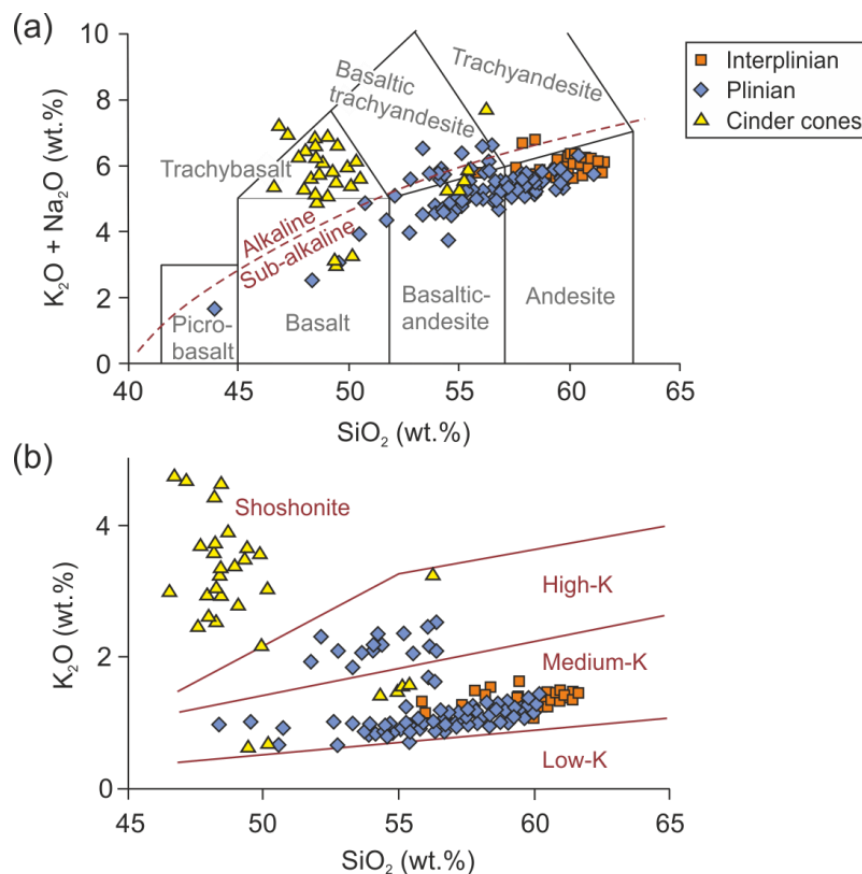 (a)
10
8
6
4
2
0
K₂O + Na₂O (wt.%)
Basaltic
trachyandesite
Trachyandesite
Trachybasalt
Alkaline
Sub-alkaline
Picro-
basalt
Basalt
Basaltic-
andesite
Andesite
40
45
50
55
60
65
SiO₂ (wt.%)
Interplinian
Plinian
Cinder cones
(b)
4
2
0
K₂O (wt.%)
Shoshonite
High-K
Medium-K
Low-K
45
50
55
60
65
SiO₂ (wt.%)